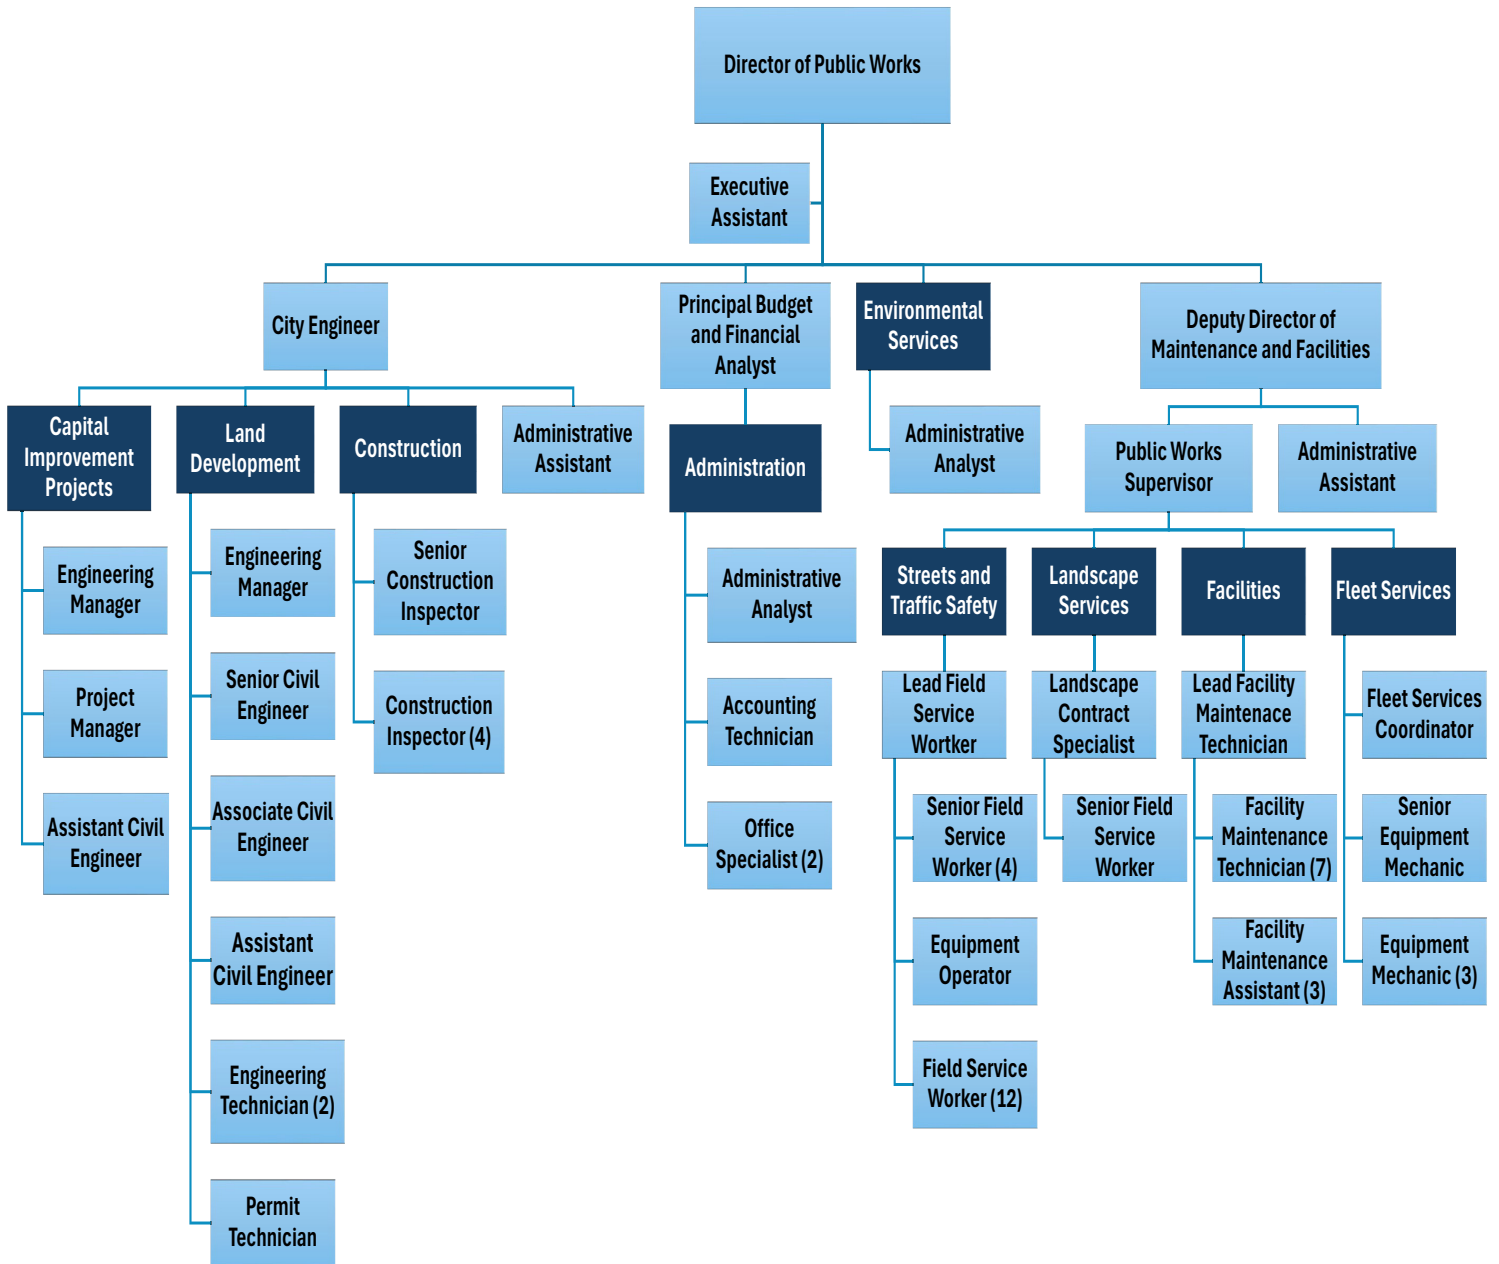 Director of Public Works
Executive
Assistant
City Engineer
Principal Budget
and Financial
Analyst
Environmental
Services
Deputy Director of
Maintenance and Facilities
Capital
Improvement
Projects
Land
Development
Construction
Administrative
Assistant
Administration
Administrative
Analyst
Public Works
Supervisor
Administrative
Assistant
Engineering
Manager
Project
Manager
Assistant Civil
Engineer
Engineering
Manager
Senior Civil
Engineer
Associate Civil
Engineer
Assistant
Civil Engineer
Engineering
Technician (2)
Permit
Technician
Senior
Construction
Inspector
Construction
Inspector (4)
Administrative
Analyst
Accounting
Technician
Office
Specialist (2)
Streets and
Traffic Safety
Landscape
Services
Facilities
Fleet Services
Lead Field
Service
Wortker
Senior Field
Service
Worker (4)
Equipment
Operator
Field Service
Worker (12)
Landscape
Contract
Specialist
Senior Field
Service
Worker
Lead Facility
Maintenace
Technician
Facility
Maintenance
Technician (7)
Facility
Maintenance
Assistant (3)
Fleet Services
Coordinator
Senior
Equipment
Mechanic
Equipment
Mechanic (3)